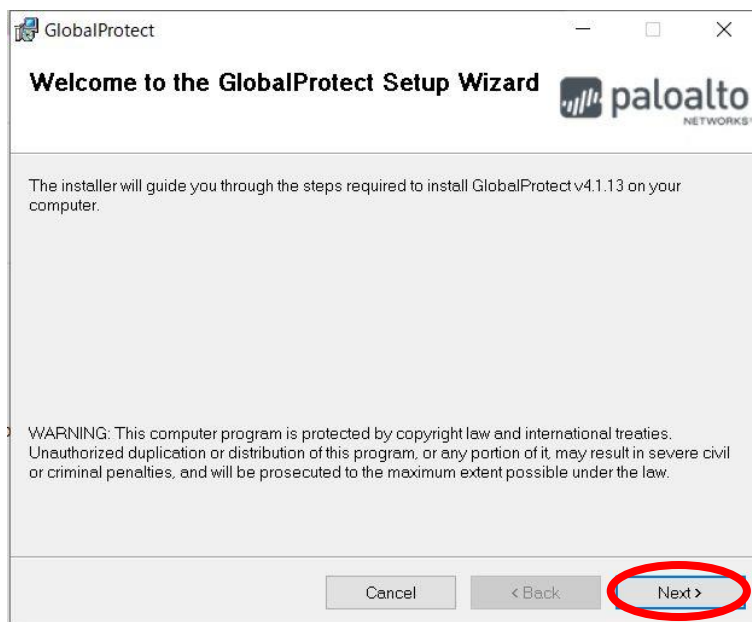 GlobalProtect
Welcome to the GlobalProtect Setup Wizard
paloalto
NETWORKS
The installer will guide you through the steps required to install GlobalProtect v4.1.13 on your
computer.
WARNING: This computer program is protected by copyright law and international treaties.
Unauthorized duplication or distribution of this program, or any portion of it, may result in severe civil
or criminal penalties, and will be prosecuted to the maximum extent possible under the law.
Cancel
< Back
Next >